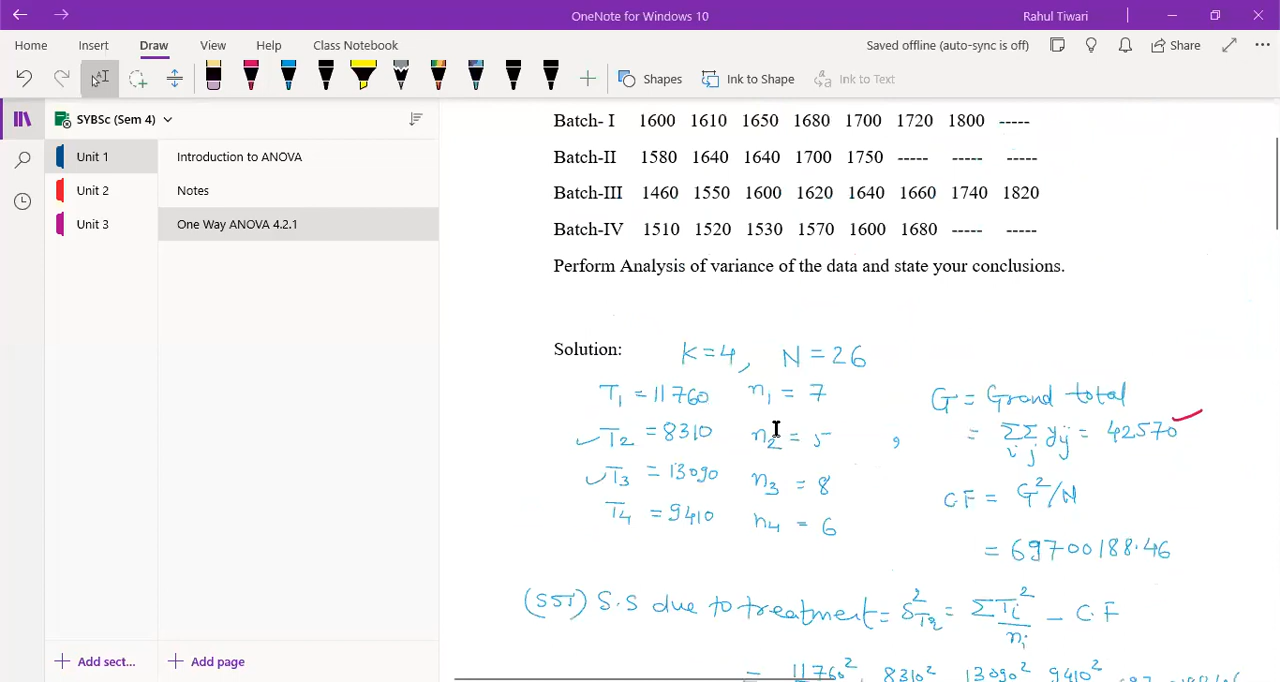 OneNote for Windows 10
Rahul Tiwari
Home Insert Draw View Help Class Notebook
Saved offline (auto-sync is off)
Share
Shapes
Ink to Shape
Ink to Text
SYBSc (Sem 4)
Unit 1
Unit 2
Unit 3
Introduction to ANOVA
Notes
One Way ANOVA 4.2.1
Add sect...
Add page
Batch- I 1600 1610 1650 1680 1700 1720 1800 -----
Batch-II 1580 1640 1640 1700 1750 ----- ----- -----
Batch-III 1460 1550 1600 1620 1640 1660 1740 1820
Batch-IV 1510 1520 1530 1570 1600 1680 ----- -----
Perform Analysis of variance of the data and state your conclusions.
Solution: K=4, N=26
T1 = 11760 n1 = 7
T2 = 8310 n2 = 5 ,
T3 = 13090 n3 = 8
T4 = 9410 n4 = 6
G = Grand total
= ΣΣ yij = 42570
i j
CF = G²/N
= 69700188.46
(SST) S.S due to treatment = S²Tr = ΣTi²/ni - C.F
= 11760² 8310² 13090² 9410²